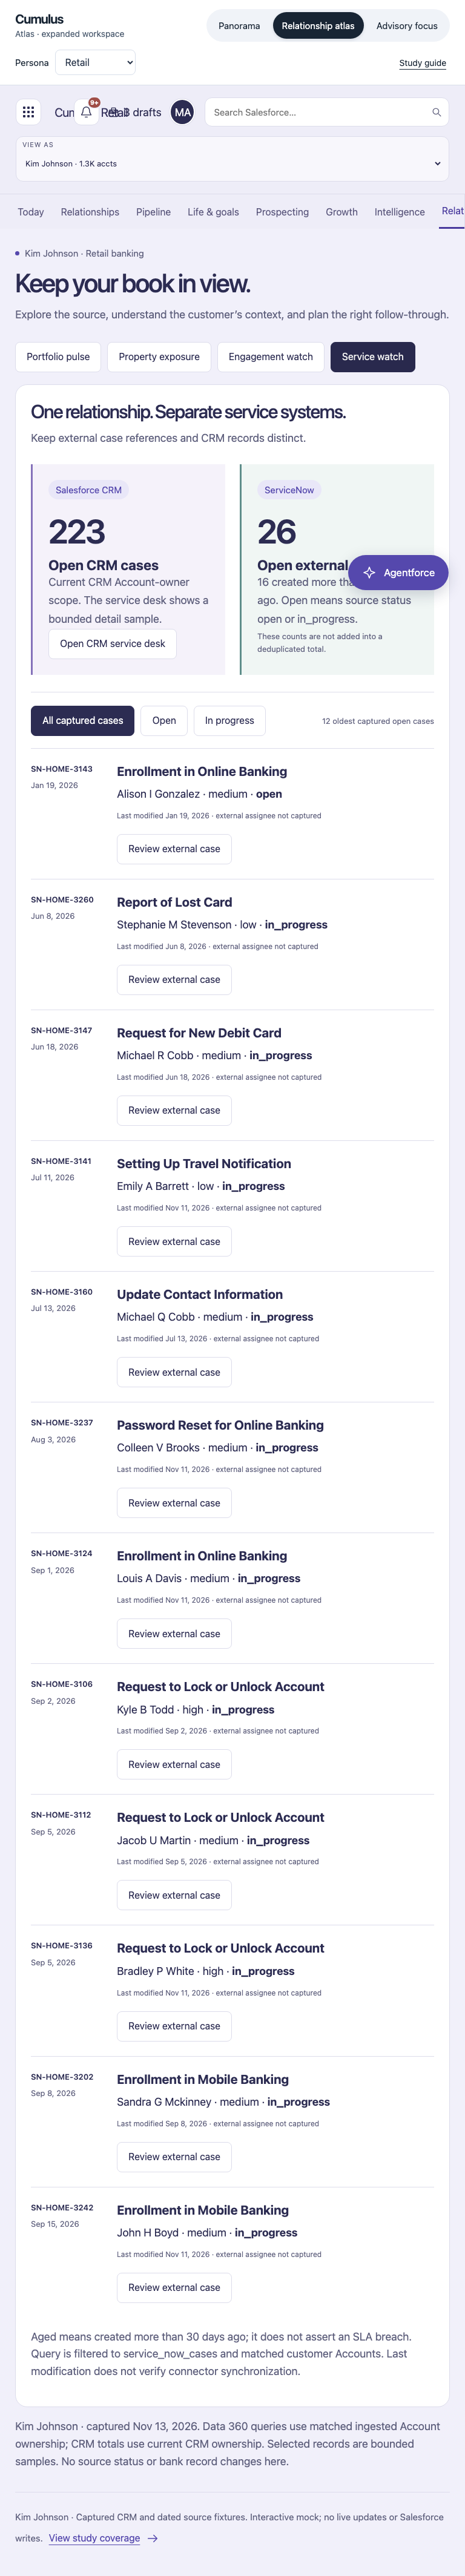 Cumulus
Atlas · expanded workspace
Panorama
Relationship atlas
Advisory focus
Persona
Retail
Study guide
Retail
3 drafts
MA
Search Salesforce...
9+
VIEW AS
Kim Johnson · 1.3K accts
Today
Relationships
Pipeline
Life & goals
Prospecting
Growth
Intelligence
Kim Johnson · Retail banking
Keep your book in view.
Explore the source, understand the customer's context, and plan the right follow-through.
Portfolio pulse
Property exposure
Engagement watch
Service watch
One relationship. Separate service systems.
Keep external case references and CRM records distinct.
Salesforce CRM
223
Open CRM cases
Current CRM Account-owner
scope. The service desk shows a
bounded detail sample.
Open CRM service desk
ServiceNow
26
Open external
16 created more
ago. Open means source status
open or in_progress.
These counts are not added into a
deduplicated total.
Agentforce
All captured cases
Open
In progress
12 oldest captured open cases
SN-HOME-3143
Jan 19, 2026
Enrollment in Online Banking
Alison I Gonzalez · medium · open
Last modified Jan 19, 2026 · external assignee not captured
Review external case
SN-HOME-3260
Jun 8, 2026
Report of Lost Card
Stephanie M Stevenson · low · in_progress
Last modified Jun 8, 2026 · external assignee not captured
Review external case
SN-HOME-3147
Jun 18, 2026
Request for New Debit Card
Michael R Cobb · medium · in_progress
Last modified Jun 18, 2026 · external assignee not captured
Review external case
SN-HOME-3141
Jul 11, 2026
Setting Up Travel Notification
Emily A Barrett · low · in_progress
Last modified Nov 11, 2026 · external assignee not captured
Review external case
SN-HOME-3160
Jul 13, 2026
Update Contact Information
Michael Q Cobb · medium · in_progress
Last modified Jul 13, 2026 · external assignee not captured
Review external case
SN-HOME-3237
Aug 3, 2026
Password Reset for Online Banking
Colleen V Brooks · medium · in_progress
Last modified Nov 11, 2026 · external assignee not captured
Review external case
SN-HOME-3124
Sep 1, 2026
Enrollment in Online Banking
Louis A Davis · medium · in_progress
Last modified Nov 11, 2026 · external assignee not captured
Review external case
SN-HOME-3106
Sep 2, 2026
Request to Lock or Unlock Account
Kyle B Todd · high · in_progress
Last modified Sep 2, 2026 · external assignee not captured
Review external case
SN-HOME-3112
Sep 5, 2026
Request to Lock or Unlock Account
Jacob U Martin · medium · in_progress
Last modified Sep 5, 2026 · external assignee not captured
Review external case
SN-HOME-3136
Sep 5, 2026
Request to Lock or Unlock Account
Bradley P White · high · in_progress
Last modified Nov 11, 2026 · external assignee not captured
Review external case
SN-HOME-3202
Sep 8, 2026
Enrollment in Mobile Banking
Sandra G Mckinney · medium · in_progress
Last modified Sep 8, 2026 · external assignee not captured
Review external case
SN-HOME-3242
Sep 15, 2026
Enrollment in Mobile Banking
John H Boyd · medium · in_progress
Last modified Nov 11, 2026 · external assignee not captured
Review external case
Aged means created more than 30 days ago; it does not assert an SLA breach.
Query is filtered to service_now_cases and matched customer Accounts. Last
modification does not verify connector synchronization.
Kim Johnson · captured Nov 13, 2026. Data 360 queries use matched ingested Account
ownership; CRM totals use current CRM ownership. Selected records are bounded
samples. No source status or bank record changes here.
Kim Johnson · Captured CRM and dated source fixtures. Interactive mock; no live updates or Salesforce
writes. View study coverage →